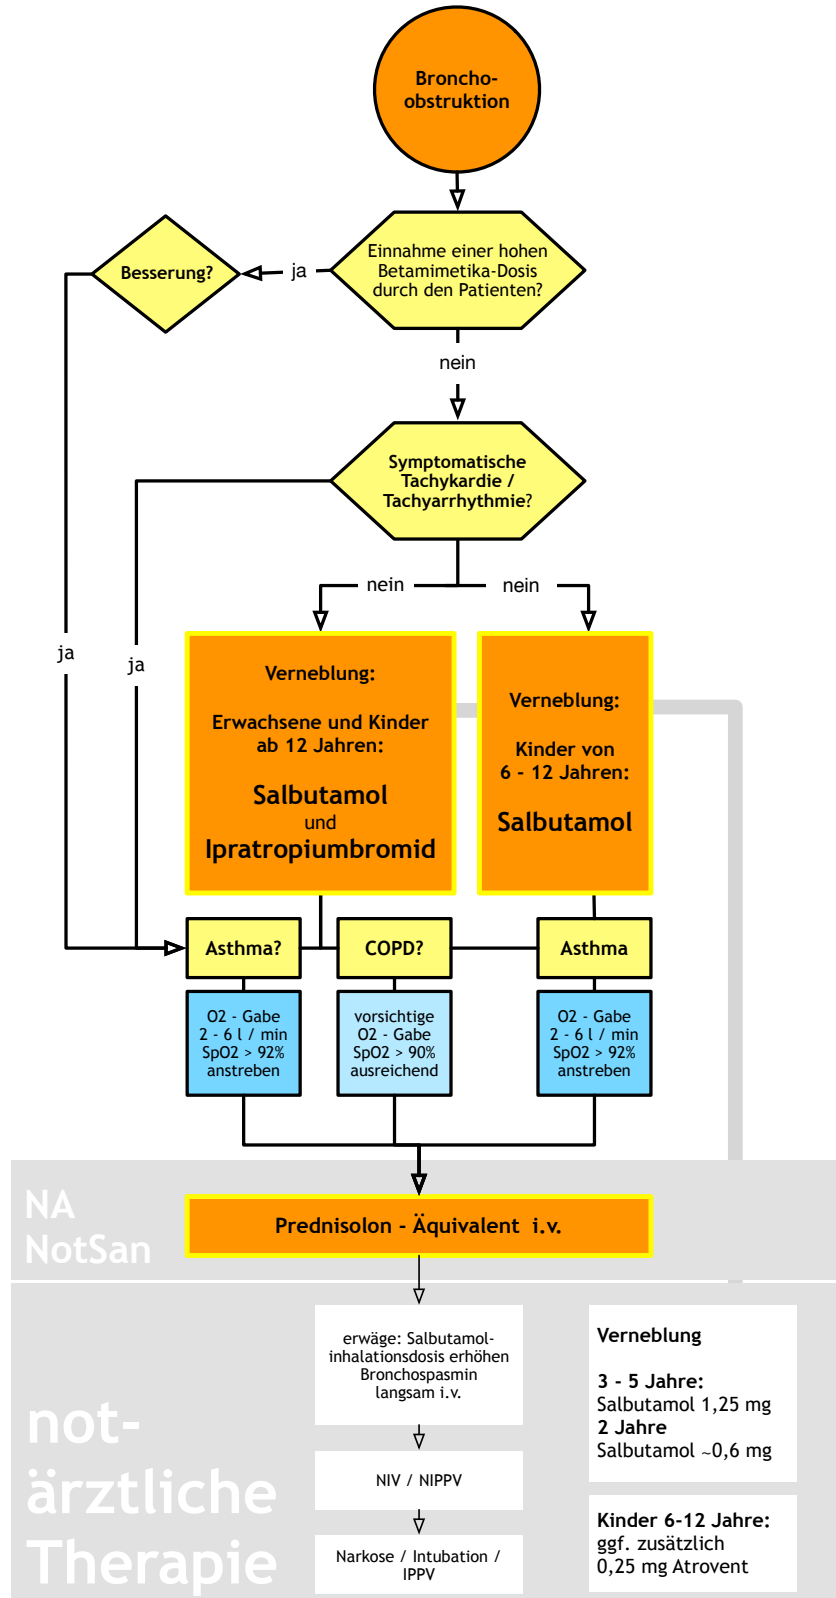 Broncho-
obstruktion
Einnahme einer hohen
Betamimetika-Dosis
durch den Patienten?
ja
Besserung?
nein
Symptomatische
Tachykardie /
Tachyarrhythmie?
nein
nein
ja
ja
Verneblung:
Erwachsene und Kinder
ab 12 Jahren:
Salbutamol
und
Ipratropiumbromid
Verneblung:
Kinder von
6 - 12 Jahren:
Salbutamol
Asthma?
COPD?
Asthma
O2 - Gabe
2 - 6 l / min
SpO2 > 92%
anstreben
vorsichtige
O2 - Gabe
SpO2 > 90%
ausreichend
O2 - Gabe
2 - 6 l / min
SpO2 > 92%
anstreben
NA
NotSan
Prednisolon - Äquivalent i.v.
erwäge: Salbutamol-
inhalationsdosis erhöhen
Bronchospasmin
langsam i.v.
NIV / NIPPV
Narkose / Intubation /
IPPV
not-
ärztliche
Therapie
Verneblung
3 - 5 Jahre:
Salbutamol 1,25 mg
2 Jahre
Salbutamol ~0,6 mg
Kinder 6-12 Jahre:
ggf. zusätzlich
0,25 mg Atrovent